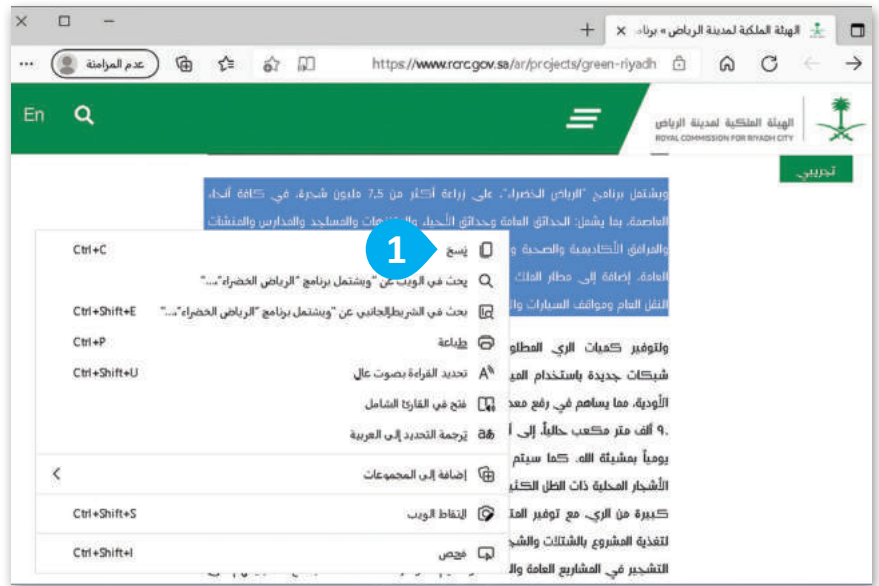 الهيئة الملكية لمدينة الرياض » برنا
https://www.rcrc.gov.sa/ar/projects/green-riyadh
عدم المزامنة
الهيئة الملكية لمدينة الرياض
ROYAL COMMISSION FOR RIYADH CITY
En
تجريبي
ويشتمل برنامج "الرياض الخضراء"، على زراعة أكثر من 7,5 مليون شجرة، في كافة أنحاء
العاصمة، بما يشمل: الحدائق العامة وحدائق الأحياء والمساجد والمدارس والمنشآت
والمرافق الأكاديمية والصحية و
العامة، إضافة إلى مطار الملك
النقل العام ومواقف السيارات
1
نسخ Ctrl+C
بحث في الويب عن "ويشتمل برنامج "الرياض الخضراء"،..."
بحث في الشريط الجانبي عن "ويشتمل برنامج "الرياض الخضراء"،..." Ctrl+Shift+E
طباعة Ctrl+P
تحديد القراءة بصوت عال Ctrl+Shift+U
فتح في القارئ الشامل
ترجمة التحديد إلى العربية
إضافة إلى المجموعات
التقاط الويب Ctrl+Shift+S
فحص Ctrl+Shift+I
ولتوفير كميات الري المطلو
شبكات جديدة باستخدام الميا
الأودية، مما يساهم في رفع معد
٩٠ ألف متر مكعب حالياً، إلى أ
يومياً بمشيئة الله. كما سيتم
الأشجار المحلية ذات الظل الكثي
كبيرة من الري، مع توفير المتـ
لتغذية المشروع بالشتلات والشجـ
التشجير في المشاريع العامة